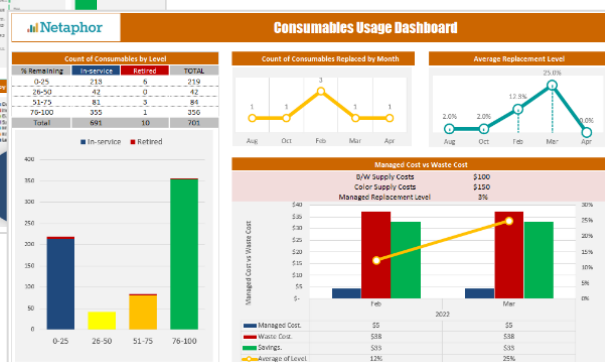 Netaphor
Consumables Usage Dashboard
Count of Consumables by Level
% Remaining In-service Retired TOTAL
0-25 213 6 219
26-50 42 0 42
51-75 81 3 84
76-100 355 1 356
Total 691 10 701
In-service Retired
400
350
300
250
200
150
100
50
0
0-25 26-50 51-75 76-100
Count of Consumables Replaced by Month
1 1 3 1 1
Aug Oct Feb Mar Apr
Average Replacement Level
2.0% 2.0% 12.8% 25.0% 0.0%
Aug Oct Feb Mar Apr
Managed Cost vs Waste Cost
B/W Supply Costs $100
Color Supply Costs $150
Managed Replacement Level 3%
Managed Cost vs Waste Cost
$40
$35
$30
$25
$20
$15
$10
$5
$-
30%
25%
20%
15%
10%
5%
0%
Feb Mar
2022
Managed Cost. $5 $5
Waste Cost. $38 $38
Savings. $33 $33
Average of Level 12% 25%